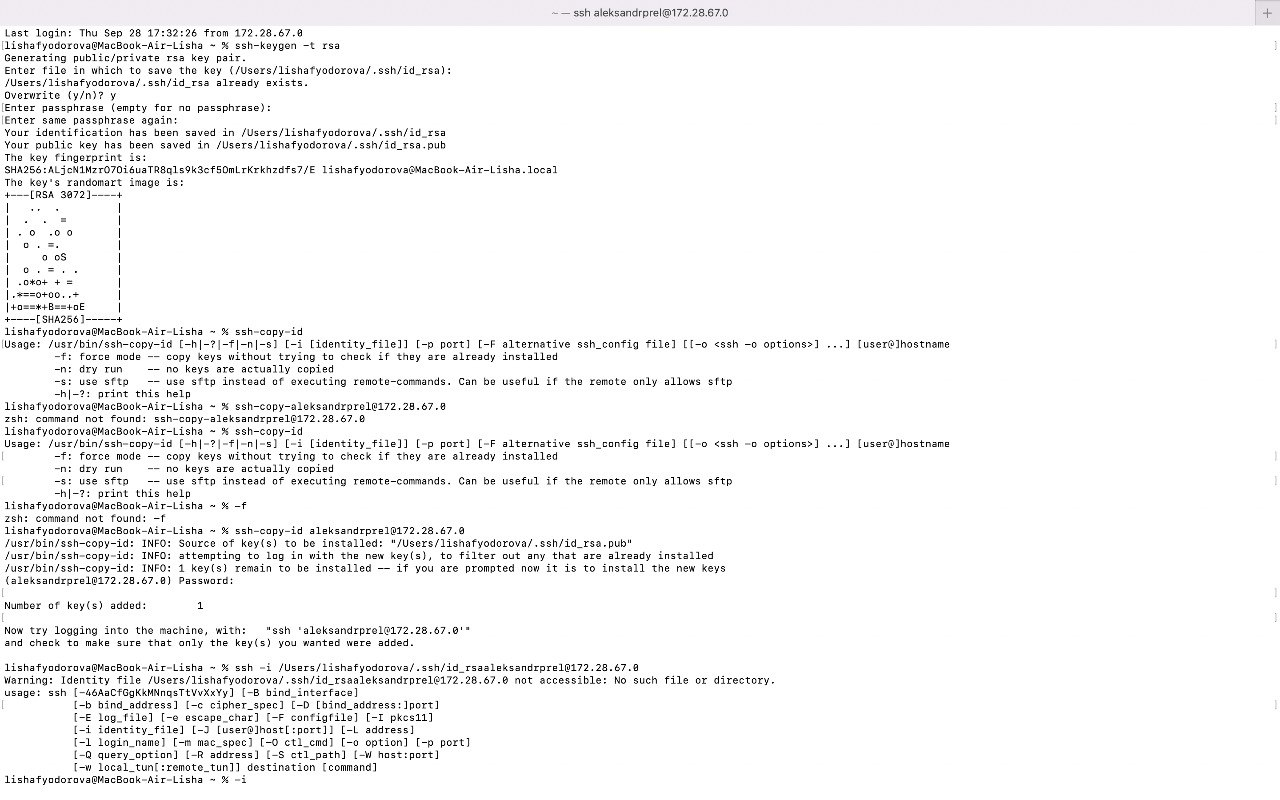 ~ — ssh aleksandrprel@172.28.67.0
Last login: Thu Sep 28 17:32:26 from 172.28.67.0
lishafyodorova@MacBook-Air-Lisha ~ % ssh-keygen -t rsa
Generating public/private rsa key pair.
Enter file in which to save the key (/Users/lishafyodorova/.ssh/id_rsa):
/Users/lishafyodorova/.ssh/id_rsa already exists.
Overwrite (y/n)? y
Enter passphrase (empty for no passphrase):
Enter same passphrase again:
Your identification has been saved in /Users/lishafyodorova/.ssh/id_rsa
Your public key has been saved in /Users/lishafyodorova/.ssh/id_rsa.pub
The key fingerprint is:
SHA256:ALjcN1MzrO7Oi6uaTR8qls9k3cf5OmLrKrkhzdfs7/E lishafyodorova@MacBook-Air-Lisha.local
The key's randomart image is:
+---[RSA 3072]----+
|   ..  .         |
|  .  .  =        |
| . o  .o o       |
|  o . =.         |
|     o oS        |
|  o . = . .      |
| .o*o+ + =       |
|.*==o+oo..+      |
|+o==*+B==+oE     |
+----[SHA256]-----+
lishafyodorova@MacBook-Air-Lisha ~ % ssh-copy-id
Usage: /usr/bin/ssh-copy-id [-h|-?|-f|-n|-s] [-i [identity_file]] [-p port] [-F alternative ssh_config file] [[-o <ssh -o options>] ...] [user@]hostname
-f: force mode -- copy keys without trying to check if they are already installed
-n: dry run    -- no keys are actually copied
-s: use sftp   -- use sftp instead of executing remote-commands. Can be useful if the remote only allows sftp
-h|-?: print this help
lishafyodorova@MacBook-Air-Lisha ~ % ssh-copy-aleksandrprel@172.28.67.0
zsh: command not found: ssh-copy-aleksandrprel@172.28.67.0
lishafyodorova@MacBook-Air-Lisha ~ % ssh-copy-id
Usage: /usr/bin/ssh-copy-id [-h|-?|-f|-n|-s] [-i [identity_file]] [-p port] [-F alternative ssh_config file] [[-o <ssh -o options>] ...] [user@]hostname
-f: force mode -- copy keys without trying to check if they are already installed
-n: dry run    -- no keys are actually copied
-s: use sftp   -- use sftp instead of executing remote-commands. Can be useful if the remote only allows sftp
-h|-?: print this help
lishafyodorova@MacBook-Air-Lisha ~ % -f
zsh: command not found: -f
lishafyodorova@MacBook-Air-Lisha ~ % ssh-copy-id aleksandrprel@172.28.67.0
/usr/bin/ssh-copy-id: INFO: Source of key(s) to be installed: "/Users/lishafyodorova/.ssh/id_rsa.pub"
/usr/bin/ssh-copy-id: INFO: attempting to log in with the new key(s), to filter out any that are already installed
/usr/bin/ssh-copy-id: INFO: 1 key(s) remain to be installed -- if you are prompted now it is to install the new keys
(aleksandrprel@172.28.67.0) Password:
Number of key(s) added:        1
Now try logging into the machine, with:   "ssh 'aleksandrprel@172.28.67.0'"
and check to make sure that only the key(s) you wanted were added.
lishafyodorova@MacBook-Air-Lisha ~ % ssh -i /Users/lishafyodorova/.ssh/id_rsaaleksandrprel@172.28.67.0
Warning: Identity file /Users/lishafyodorova/.ssh/id_rsaaleksandrprel@172.28.67.0 not accessible: No such file or directory.
usage: ssh [-46AaCfGgKkMNnqsTtVvXxYy] [-B bind_interface]
[-b bind_address] [-c cipher_spec] [-D [bind_address:]port]
[-E log_file] [-e escape_char] [-F configfile] [-I pkcs11]
[-i identity_file] [-J [user@]host[:port]] [-L address]
[-l login_name] [-m mac_spec] [-O ctl_cmd] [-o option] [-p port]
[-Q query_option] [-R address] [-S ctl_path] [-W host:port]
[-w local_tun[:remote_tun]] destination [command]
lishafyodorova@MacBook-Air-Lisha ~ % -i